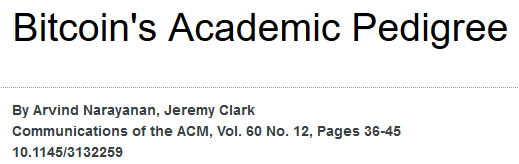 Bitcoin's Academic Pedigree
By Arvind Narayanan, Jeremy Clark
Communications of the ACM, Vol. 60 No. 12, Pages 36-45
10.1145/3132259